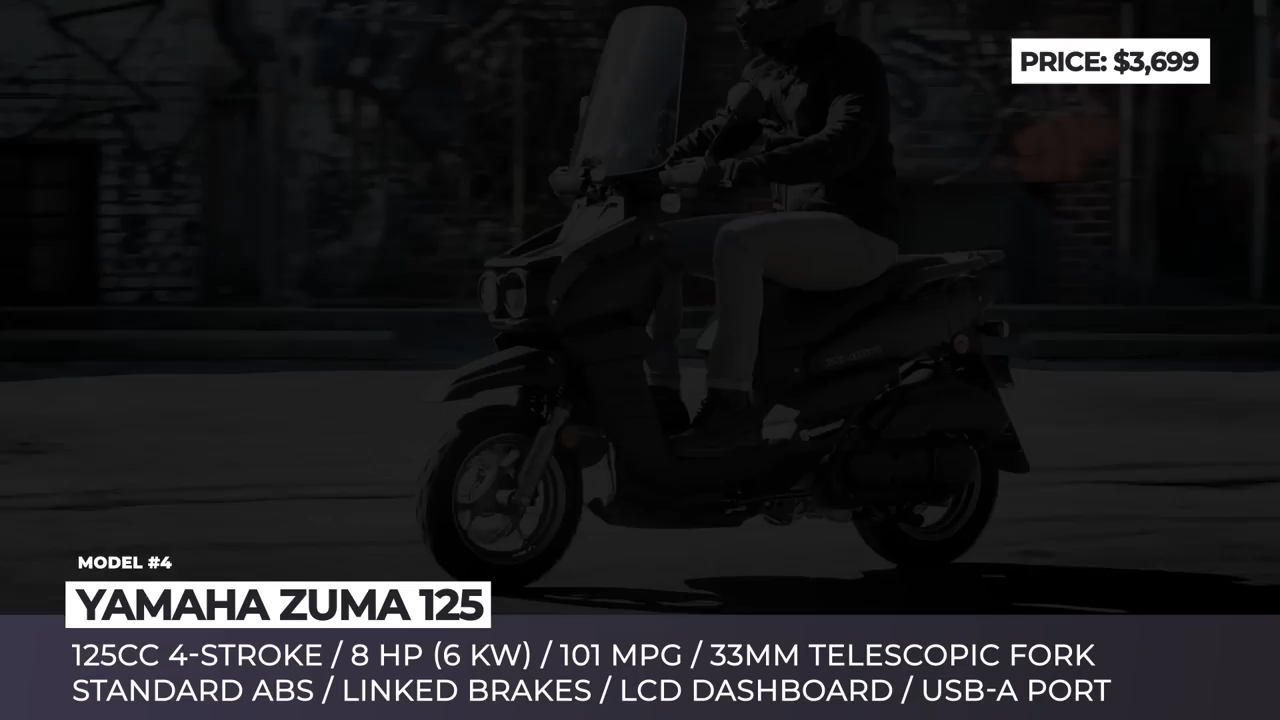 PRICE: $3,699
MODEL #4
YAMAHA ZUMA 125
125CC 4-STROKE / 8 HP (6 KW) / 101 MPG / 33MM TELESCOPIC FORK
STANDARD ABS / LINKED BRAKES / LCD DASHBOARD / USB-A PORT